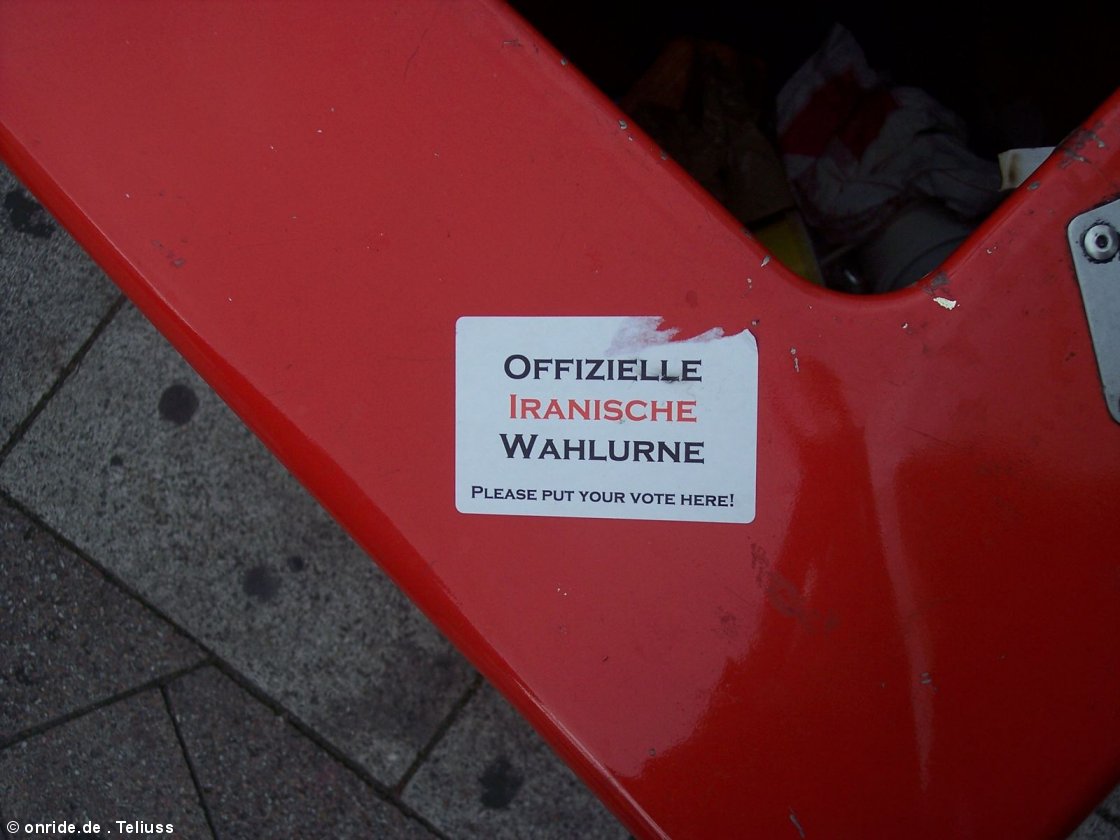 Offizielle
Iranische
Wahlurne
Please put your vote here!
© onride.de . Teliuss